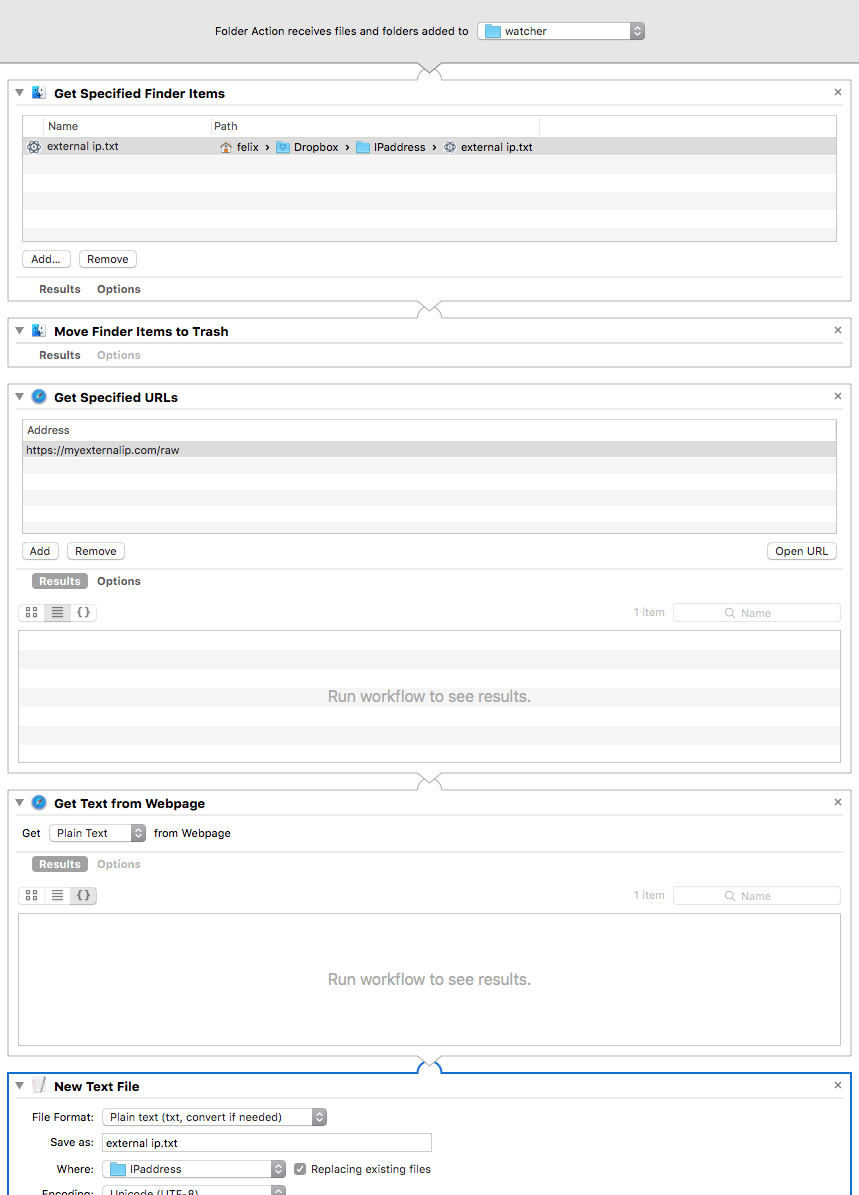 Folder Action receives files and folders added to watcher
Get Specified Finder Items
Name Path
external ip.txt felix › Dropbox › IPaddress › external ip.txt
Add... Remove
Results Options
Move Finder Items to Trash
Results Options
Get Specified URLs
Address
https://myexternalip.com/raw
Add Remove Open URL
Results Options
1 item Name
Run workflow to see results.
Get Text from Webpage
Get Plain Text from Webpage
Results Options
{} 1 item Name
Run workflow to see results.
New Text File
File Format: Plain text (txt, convert if needed)
Save as: external ip.txt
Where: IPaddress Replacing existing files
Encoding: Unicode (UTF-8)